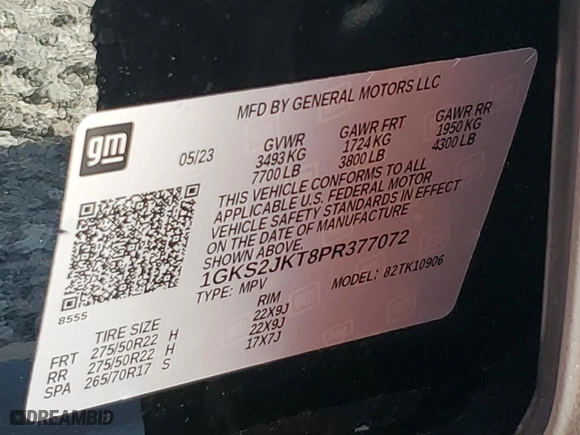 MFD BY GENERAL MOTORS LLC
gm
05/23 GVWR GAWR FRT GAWR RR
3493 KG 1724 KG 1950 KG
7700 LB 3800 LB 4300 LB
THIS VEHICLE CONFORMS TO ALL
APPLICABLE U.S. FEDERAL MOTOR
VEHICLE SAFETY STANDARDS IN EFFECT
ON THE DATE OF MANUFACTURE
SHOWN ABOVE.
1GKS2JKT8PR377072
TYPE: MPV MODEL: 82TK10906
8555
TIRE SIZE RIM
FRT 275/50R22 H 22X9J
RR 275/50R22 H 22X9J
SPA 265/70R17 S 17X7J
DREAMBID